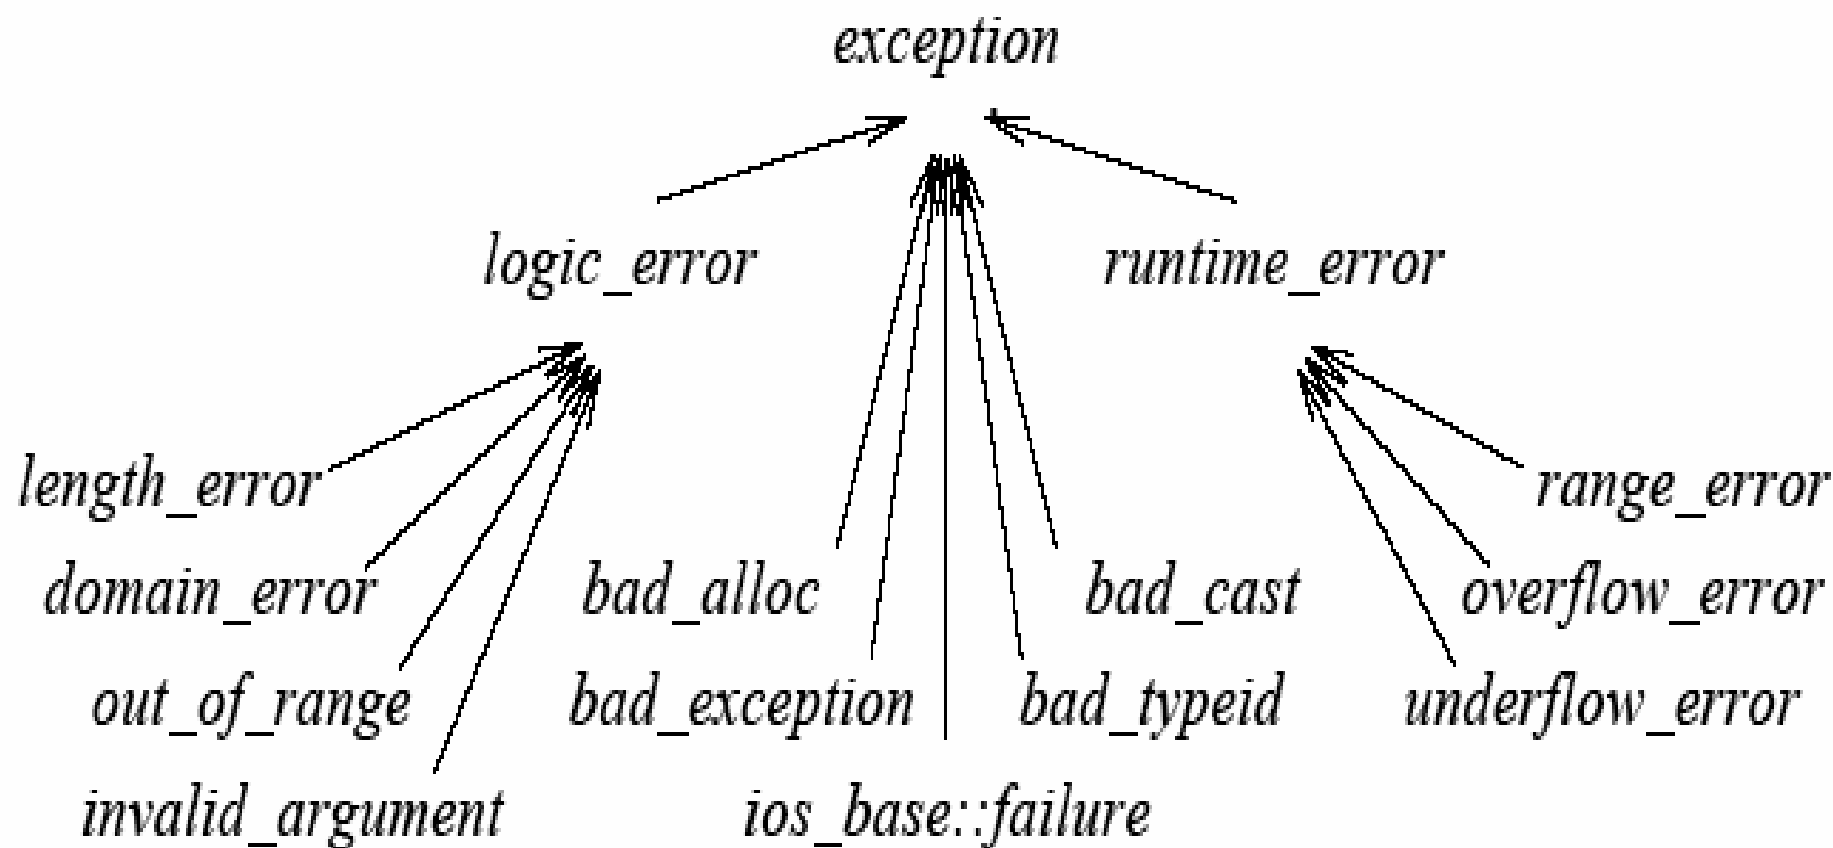 exception
logic_error
runtime_error
length_error
range_error
domain_error
bad_alloc
bad_cast
overflow_error
out_of_range
bad_exception
bad_typeid
underflow_error
invalid_argument
ios_base::failure